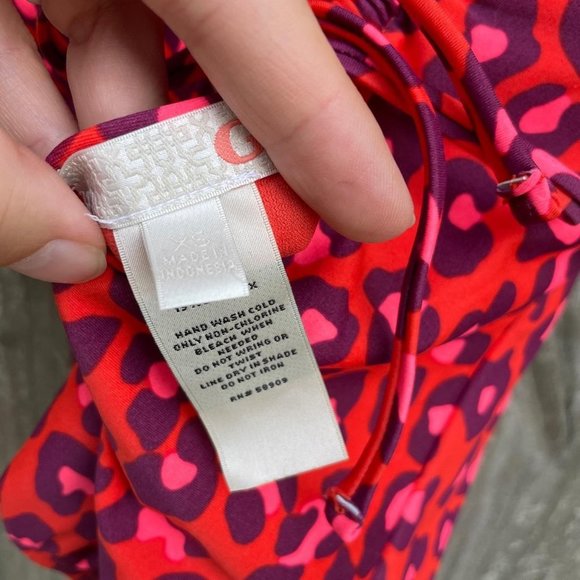 XS
MADE IN
INDONESIA
HAND WASH COLD
ONLY NON-CHLORINE
BLEACH WHEN
NEEDED
DO NOT WRING OR
TWIST
LINE DRY IN SHADE
DO NOT IRON
RN# 58909